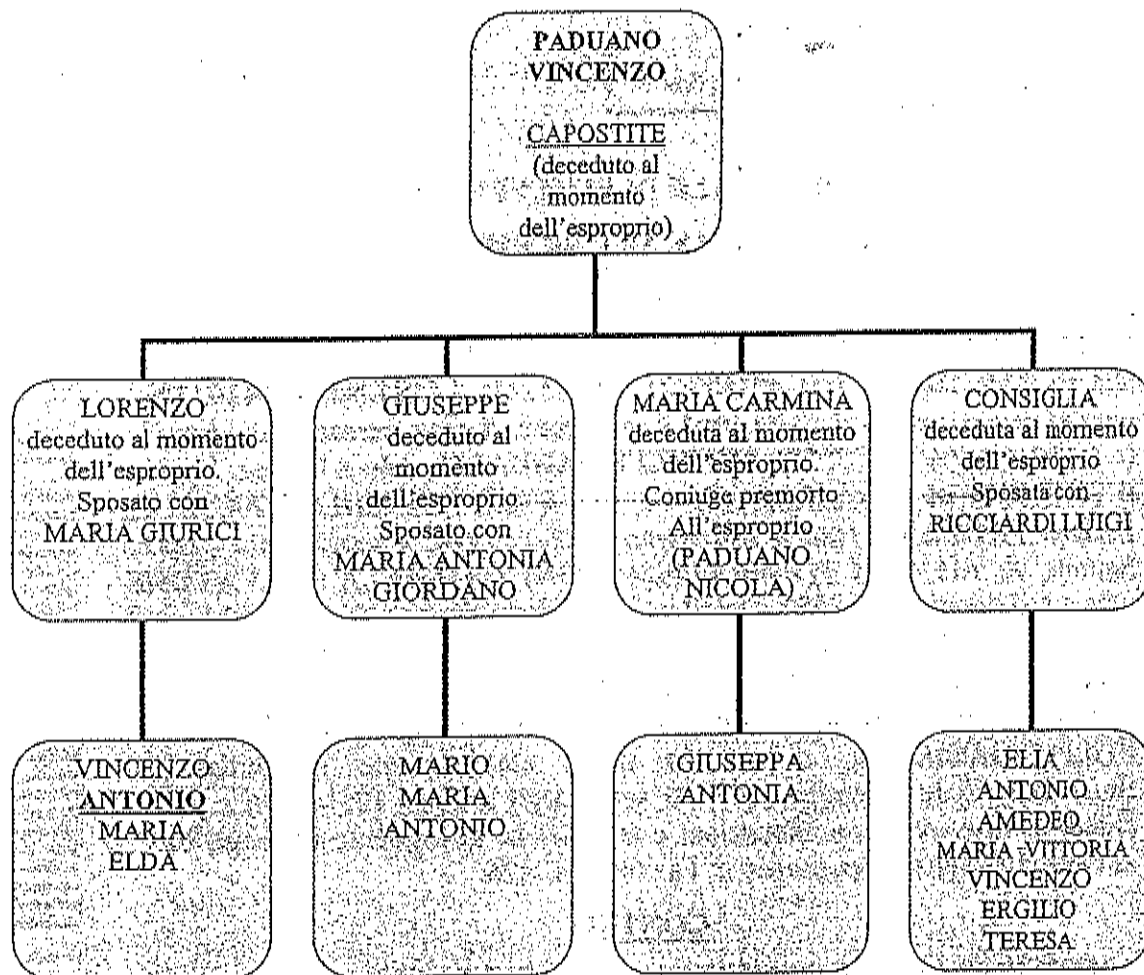 PADUANO
VINCENZO
CAPOSTITE
(deceduto al
momento
dell'esproprio)
LORENZO
deceduto al momento
dell'esproprio.
Sposato con
MARIA GIURICI
GIUSEPPE
deceduto al
momento
dell'esproprio
Sposato con
MARIA ANTONIA
GIORDANO
MARIA CARMINA
deceduta al momento
dell'esproprio.
Coniuge premorto
All'esproprio
(PADUANO
NICOLA)
CONSIGLIA
deceduta al momento
dell'esproprio
Sposata con
RICCIARDI LUIGI
VINCENZO
ANTONIO
MARIA
ELDA
MARIO
MARIA
ANTONIO
GIUSEPPA
ANTONIA
ELIA
ANTONIO
AMEDEO
MARIA VITTORIA
VINCENZO
ERGILIO
TERESA